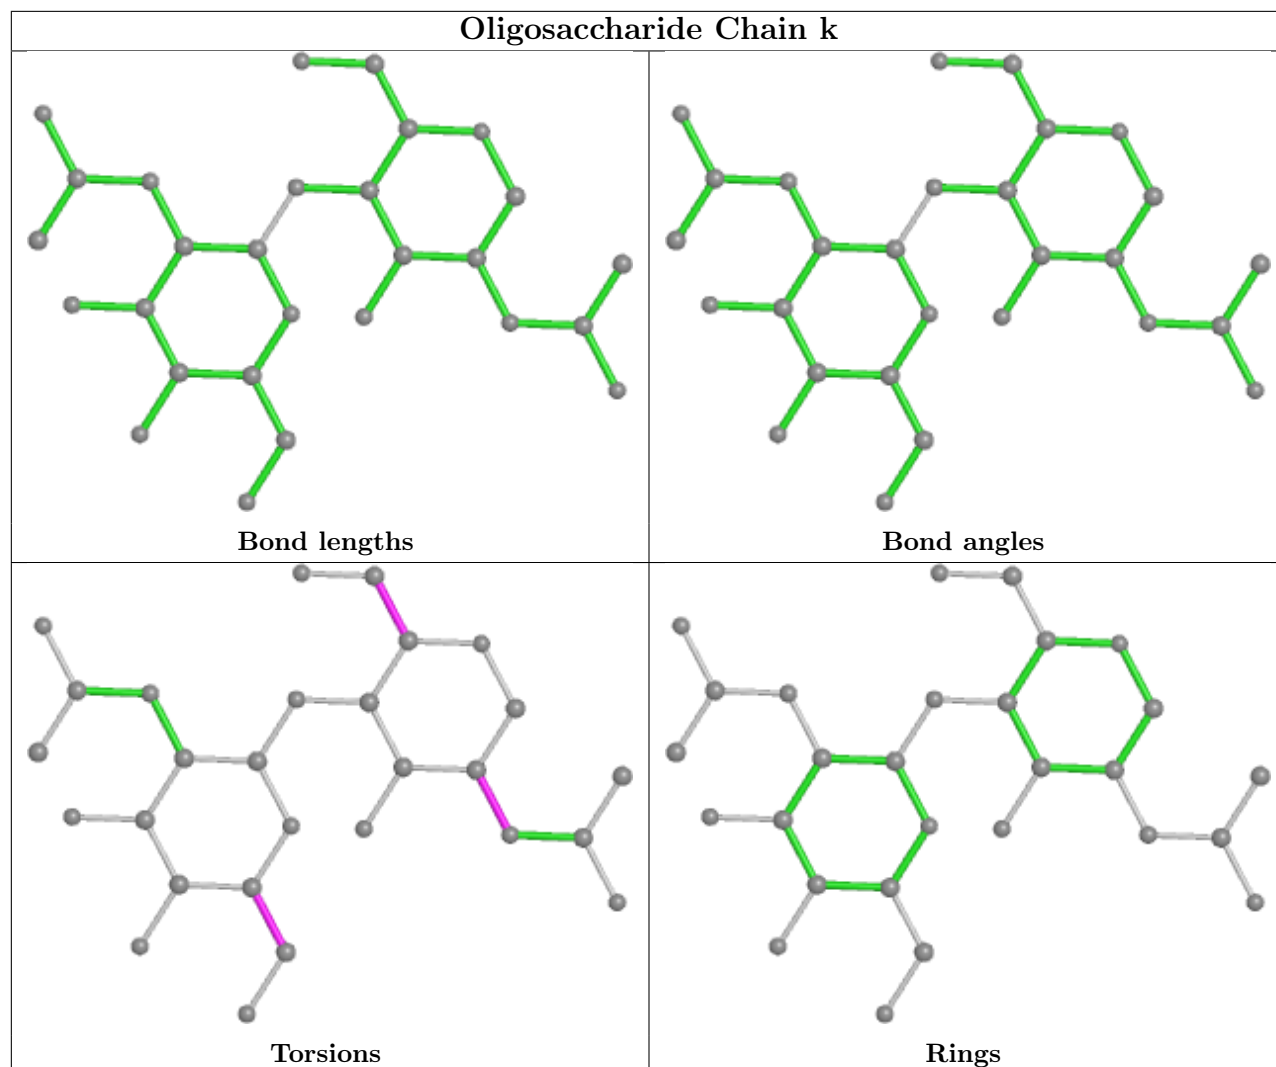 Oligosaccharide Chain k
Bond lengths
Bond angles
Torsions
Rings